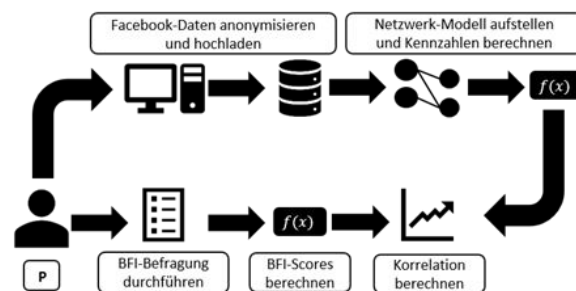 Facebook-Daten anonymisieren
und hochladen
Netzwerk-Modell aufstellen
und Kennzahlen berechnen
f(x)
f(x)
P
BFI-Befragung
durchführen
BFI-Scores
berechnen
Korrelation
berechnen